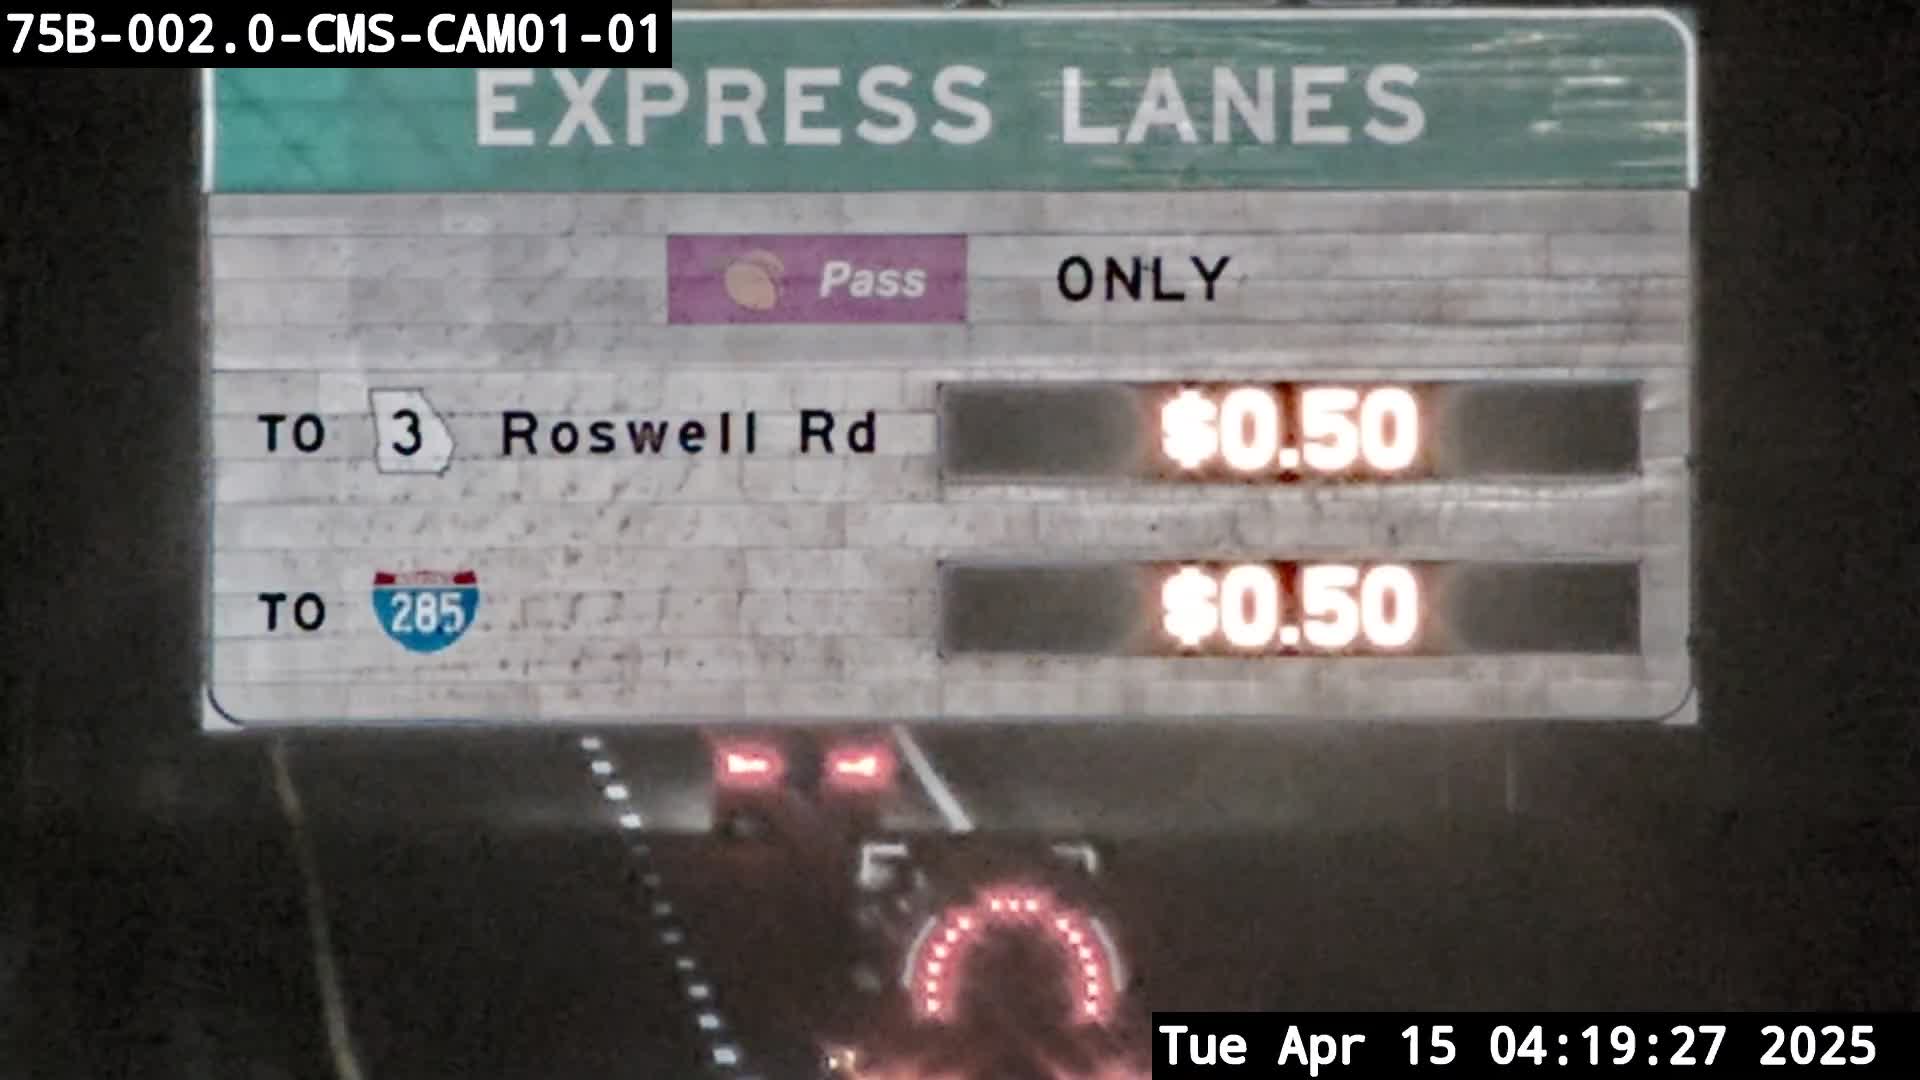 75B-002.0-CMS-CAM01-01
EXPRESS LANES
Pass ONLY
TO 3 Roswell Rd $0.50
TO 285 $0.50
Tue Apr 15 04:19:27 2025